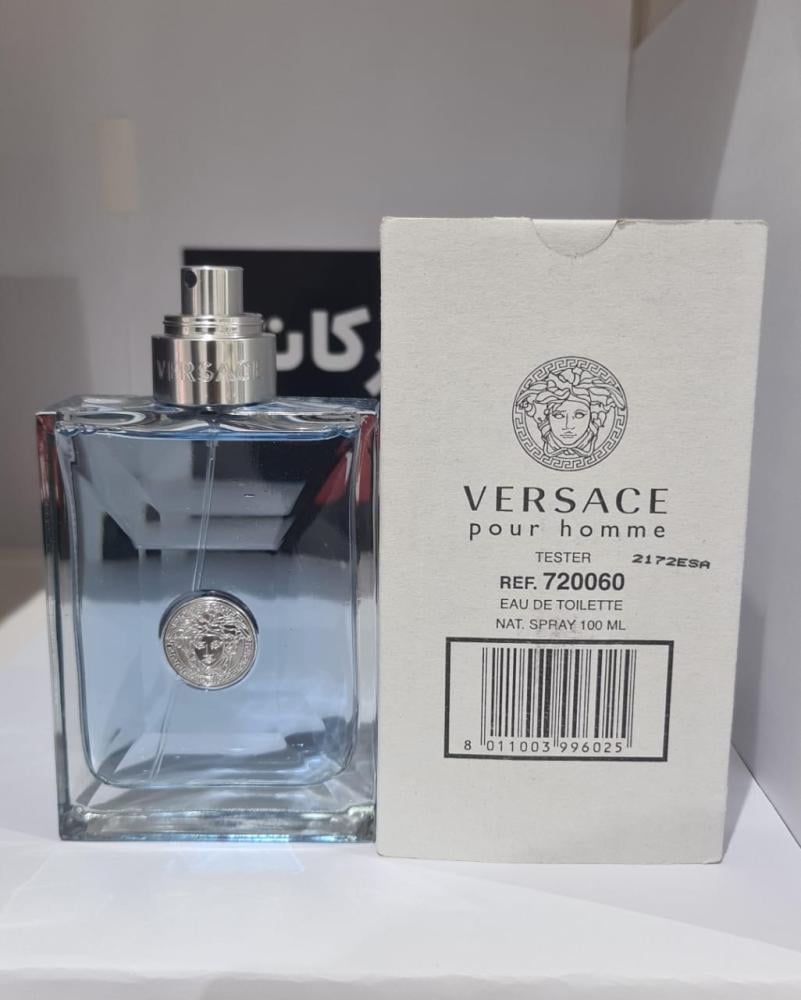 VERSACE
VERSACE
pour homme
TESTER
2172ESA
REF. 720060
EAU DE TOILETTE
NAT. SPRAY 100 ML
8 011003 996025